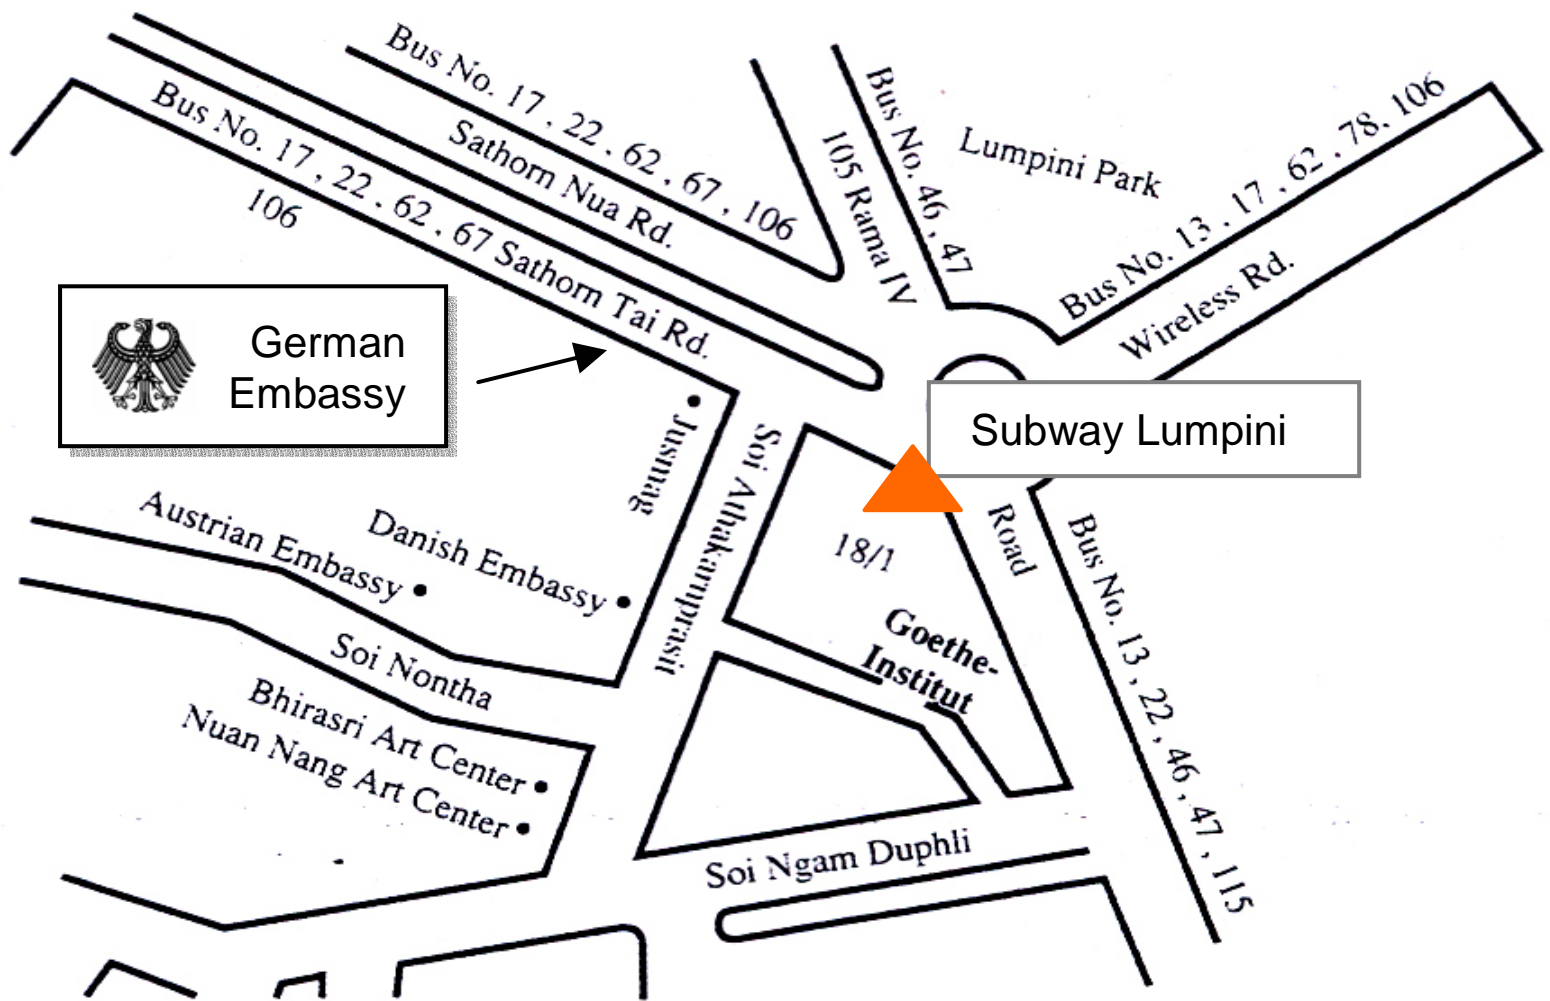 Bus No. 17 , 22 . 62 , 67 , 106
Sathorn Nua Rd.
Bus No. 17 , 22 . 62 . 67 Sathorn Tai Rd.
106
105 Rama IV
Bus No. 46 , 47
Lumpini Park
Bus No. 13 . 17 , 62 . 78. 106
Wireless Rd.
German
Embassy
Subway Lumpini
Jusmag
Soi Athakarnprasit
Austrian Embassy
Danish Embassy
18/1
Road
Goethe-
Institut
Bus No. 13 , 22 , 46 , 47 , 115
Soi Nontha
Bhirasri Art Center
Nuan Nang Art Center
Soi Ngam Duphli